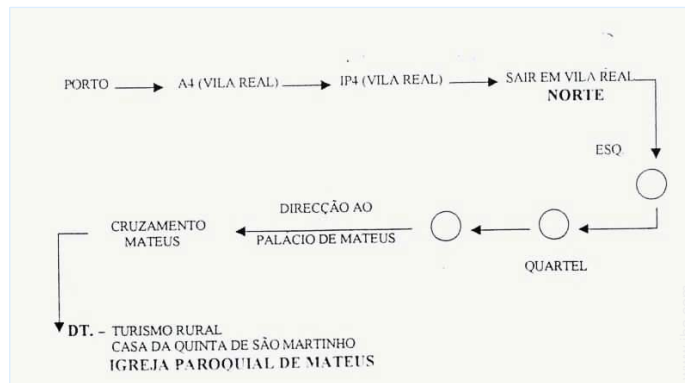 PORTO A4 (VILA REAL) IP4 (VILA REAL) SAIR EM VILA REAL
NORTE
ESQ.
DIRECÇÃO AO
PALACIO DE MATEUS
CRUZAMENTO
MATEUS
QUARTEL
DT. – TURISMO RURAL
CASA DA QUINTA DE SÃO MARTINHO
IGREJA PAROQUIAL DE MATEUS